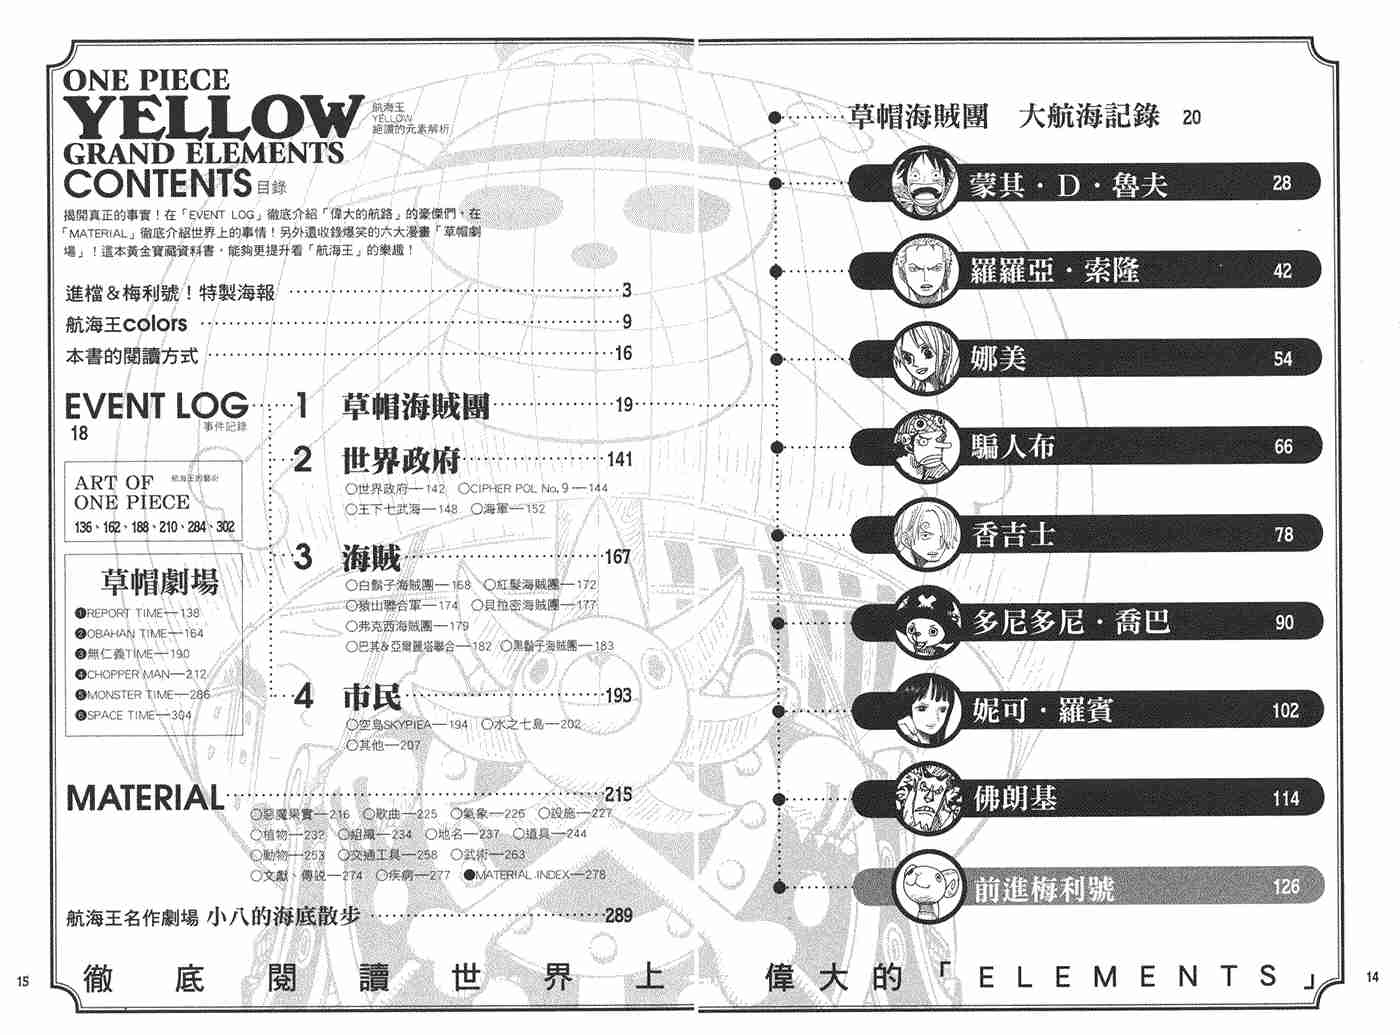 ONE PIECE
YELLOW
航海王
YELLOW
絕讚的元素解析
GRAND ELEMENTS
CONTENTS 目錄
揭開真正的事實！在「EVENT LOG」徹底介紹「偉大的航路」的豪傑們，在
「MATERIAL」徹底介紹世界上的事情！另外還收錄爆笑的六大漫畫「草帽劇
場」！這本黃金寶藏資料書，能夠更提升看「航海王」的樂趣！
進檔＆梅利號！特製海報 3
航海王colors 9
本書的閱讀方式 16
EVENT LOG
事件記錄
18
ART OF
ONE PIECE
航海王的藝術
136、162、188、210、284、302
草帽劇場
❶REPORT TIME—138
❷OBAHAN TIME—164
❸無仁義TIME—190
❹CHOPPER MAN—212
❺MONSTER TIME—286
❻SPACE TIME—304
1 草帽海賊團 19
2 世界政府 141
○世界政府—142 ○CIPHER POL No.9—144
○王下七武海—148 ○海軍—152
3 海賊 167
○白鬍子海賊團—168 ○紅髮海賊團—172
○猿山聯合軍—174 ○貝拉密海賊團—177
○弗克西海賊團—179
○巴其&亞爾麗塔聯合—182 ○黑鬍子海賊團—183
4 市民 193
○空島SKYPIEA—194 ○水之七島—202
○其他—207
MATERIAL 215
○惡魔果實—216 ○歌曲—225 ○氣象—226 ○設施—227
○植物—232 ○組織—234 ○地名—237 ○道具—244
○動物—253 ○交通工具—258 ○武術—263
○文獻、傳說—274 ○疾病—277 ●MATERIAL INDEX—278
航海王名作劇場 小八的海底散步 289
草帽海賊團 大航海記錄 20
蒙其・D・魯夫 28
羅羅亞・索隆 42
娜美 54
騙人布 66
香吉士 78
多尼多尼・喬巴 90
妮可・羅賓 102
佛朗基 114
前進梅利號 126
徹底閱讀世界上 偉大的「ELEMENTS」
15
14